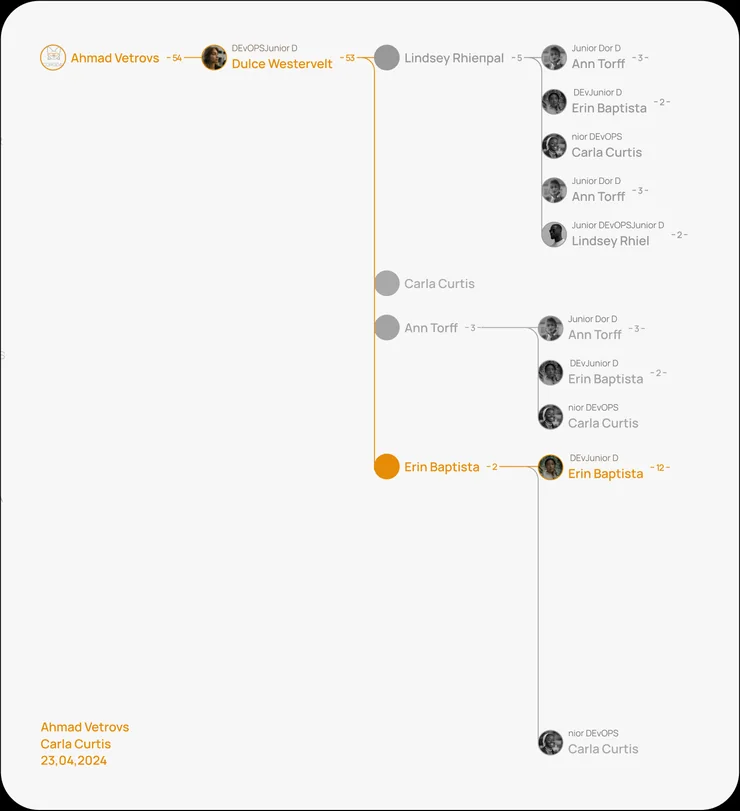 Ahmad Vetrovs - 54 -
DEvOPSJunior D
Dulce Westervelt - 53 -
Lindsey Rhienpal - 5 -
Junior Dor D
Ann Torff - 3 -
DEvJunior D
Erin Baptista - 2 -
nior DEvOPS
Carla Curtis
Junior Dor D
Ann Torff - 3 -
Junior DEvOPSJunior D
Lindsey Rhiel - 2 -
Carla Curtis
Ann Torff - 3
Junior Dor D
Ann Torff - 3 -
DEvJunior D
Erin Baptista - 2 -
nior DEvOPS
Carla Curtis
Erin Baptista - 2
DEvJunior D
Erin Baptista - 12 -
nior DEvOPS
Carla Curtis
Ahmad Vetrovs
Carla Curtis
23,04,2024